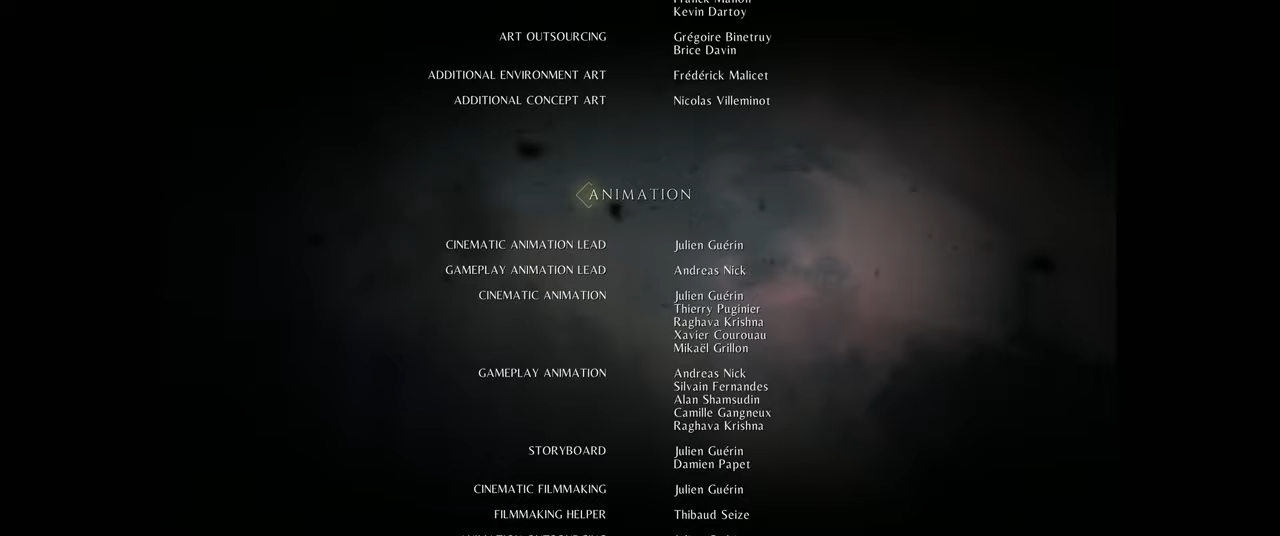 Kevin Dartoy
ART OUTSOURCING Grégoire Binetruy
Brice Davin
ADDITIONAL ENVIRONMENT ART Frédérick Malicet
ADDITIONAL CONCEPT ART Nicolas Villeminot
ANIMATION
CINEMATIC ANIMATION LEAD Julien Guérin
GAMEPLAY ANIMATION LEAD Andreas Nick
CINEMATIC ANIMATION Julien Guérin
Thierry Puginier
Raghava Krishna
Xavier Courouau
Mikaël Grillon
GAMEPLAY ANIMATION Andreas Nick
Silvain Fernandes
Alan Shamsudin
Camille Gangneux
Raghava Krishna
STORYBOARD Julien Guérin
Damien Papet
CINEMATIC FILMMAKING Julien Guérin
FILMMAKING HELPER Thibaud Seize